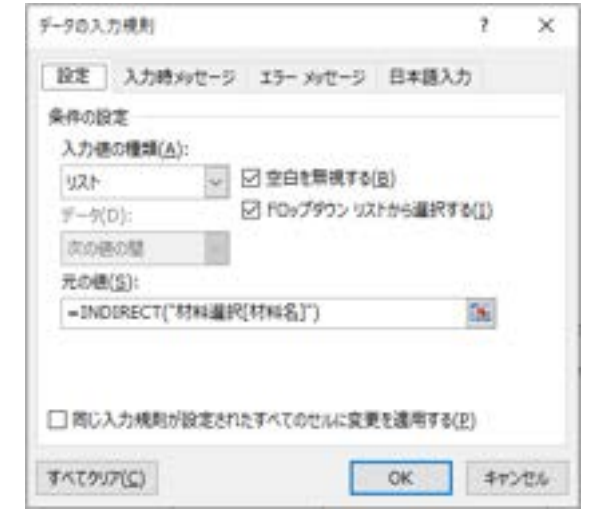 データの入力規則 ? ×
設定 入力時メッセージ エラー メッセージ 日本語入力
条件の設定
入力値の種類(A):
リスト ☑ 空白を無視する(B)
データ(D): ☑ ドロップダウン リストから選択する(I)
次の値の間
元の値(S):
=INDIRECT("材料選択[材料名]")
☐ 同じ入力規則が設定されたすべてのセルに変更を適用する(P)
すべてクリア(C) OK キャンセル